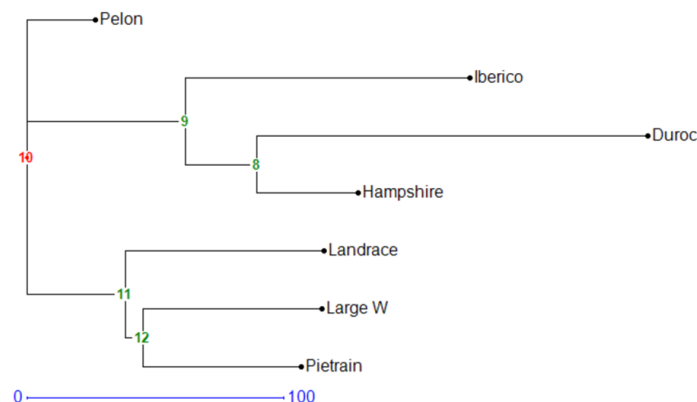 Pelon
Iberico
9
Duroc
10
8
Hampshire
Landrace
11
Large W
12
Pietrain
0 100